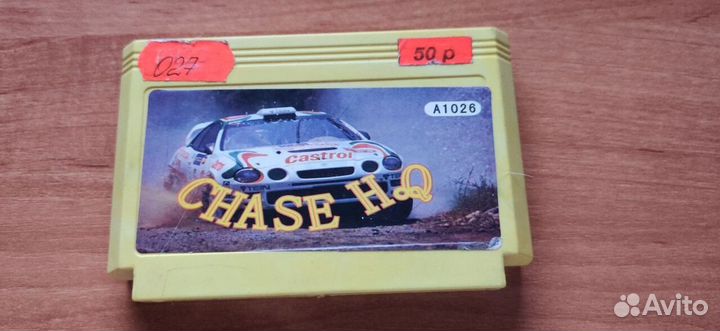 027
50 р
A1026
Castrol
CHASE H.Q
Avito